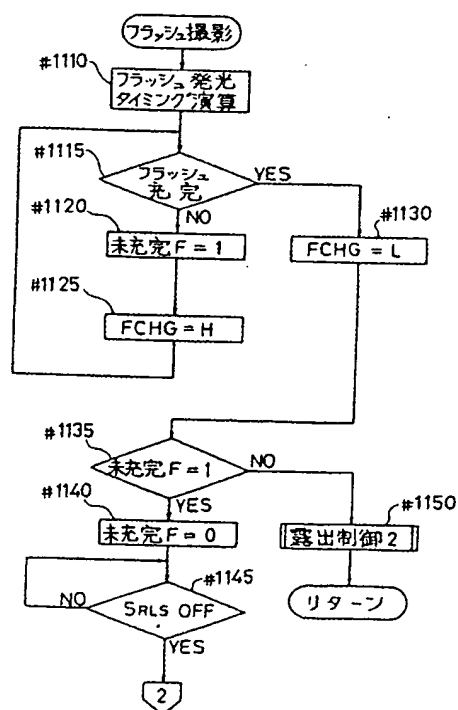 フラッシュ撮影
#1110
フラッシュ発光
タイミング演算
#1115
フラッシュ
充完
YES
NO
#1120
未充完F=1
#1130
FCHG=L
#1125
FCHG=H
#1135
未充完F=1
NO
YES
#1140
未充完F=0
#1150
露出制御2
#1145
SRLS OFF
NO
YES
リターン
2